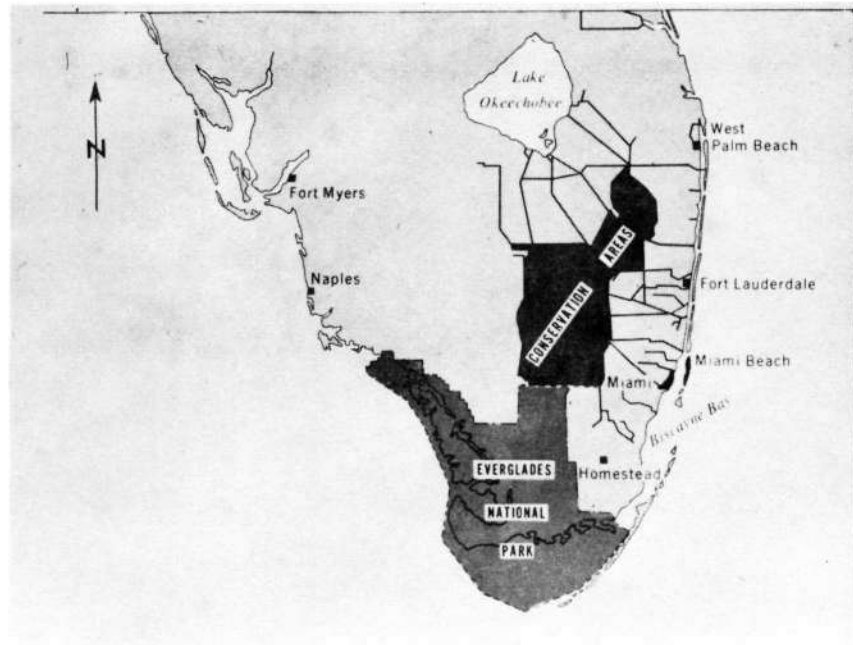 Lake
Okeechobee
N
West
Palm Beach
Fort Myers
AREAS
Naples
Fort Lauderdale
CONSERVATION
Miami Beach
Miami
Biscayne Bas
EVERGLADES
Homestead
NATIONAL
PARK